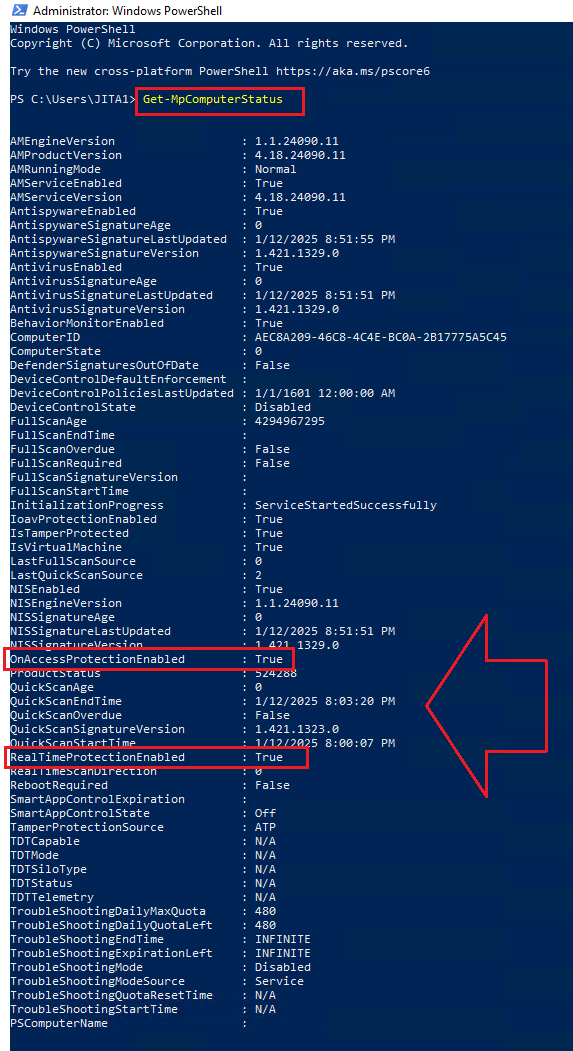 Administrator: Windows PowerShell
Windows PowerShell
Copyright (C) Microsoft Corporation. All rights reserved.
Try the new cross-platform PowerShell https://aka.ms/pscore6
PS C:\Users\JITA1> Get-MpComputerStatus
AMEngineVersion : 1.1.24090.11
AMProductVersion : 4.18.24090.11
AMRunningMode : Normal
AMServiceEnabled : True
AMServiceVersion : 4.18.24090.11
AntispywareEnabled : True
AntispywareSignatureAge : 0
AntispywareSignatureLastUpdated : 1/12/2025 8:51:55 PM
AntispywareSignatureVersion : 1.421.1329.0
AntivirusEnabled : True
AntivirusSignatureAge : 0
AntivirusSignatureLastUpdated : 1/12/2025 8:51:51 PM
AntivirusSignatureVersion : 1.421.1329.0
BehaviorMonitorEnabled : True
ComputerID : AEC8A209-46C8-4C4E-BC0A-2B17775A5C45
ComputerState : 0
DefenderSignaturesOutOfDate : False
DeviceControlDefaultEnforcement :
DeviceControlPoliciesLastUpdated : 1/1/1601 12:00:00 AM
DeviceControlState : Disabled
FullScanAge : 4294967295
FullScanEndTime :
FullScanOverdue : False
FullScanRequired : False
FullScanSignatureVersion :
FullScanStartTime :
InitializationProgress : ServiceStartedSuccessfully
IoavProtectionEnabled : True
IsTamperProtected : True
IsVirtualMachine : True
LastFullScanSource : 0
LastQuickScanSource : 2
NISEnabled : True
NISEngineVersion : 1.1.24090.11
NISSignatureAge : 0
NISSignatureLastUpdated : 1/12/2025 8:51:51 PM
NISSignatureVersion : 1.421.1329.0
OnAccessProtectionEnabled : True
ProductStatus : 524288
QuickScanAge : 0
QuickScanEndTime : 1/12/2025 8:03:20 PM
QuickScanOverdue : False
QuickScanSignatureVersion : 1.421.1323.0
QuickScanStartTime : 1/12/2025 8:00:07 PM
RealTimeProtectionEnabled : True
RealTimeScanDirection : 0
RebootRequired : False
SmartAppControlExpiration :
SmartAppControlState : Off
TamperProtectionSource : ATP
TDTCapable : N/A
TDTMode : N/A
TDTSiloType : N/A
TDTStatus : N/A
TDTTelemetry : N/A
TroubleShootingDailyMaxQuota : 480
TroubleShootingDailyQuotaLeft : 480
TroubleShootingEndTime : INFINITE
TroubleShootingExpirationLeft : INFINITE
TroubleShootingMode : Disabled
TroubleShootingModeSource : Service
TroubleShootingQuotaResetTime : N/A
TroubleShootingStartTime : N/A
PSComputerName :